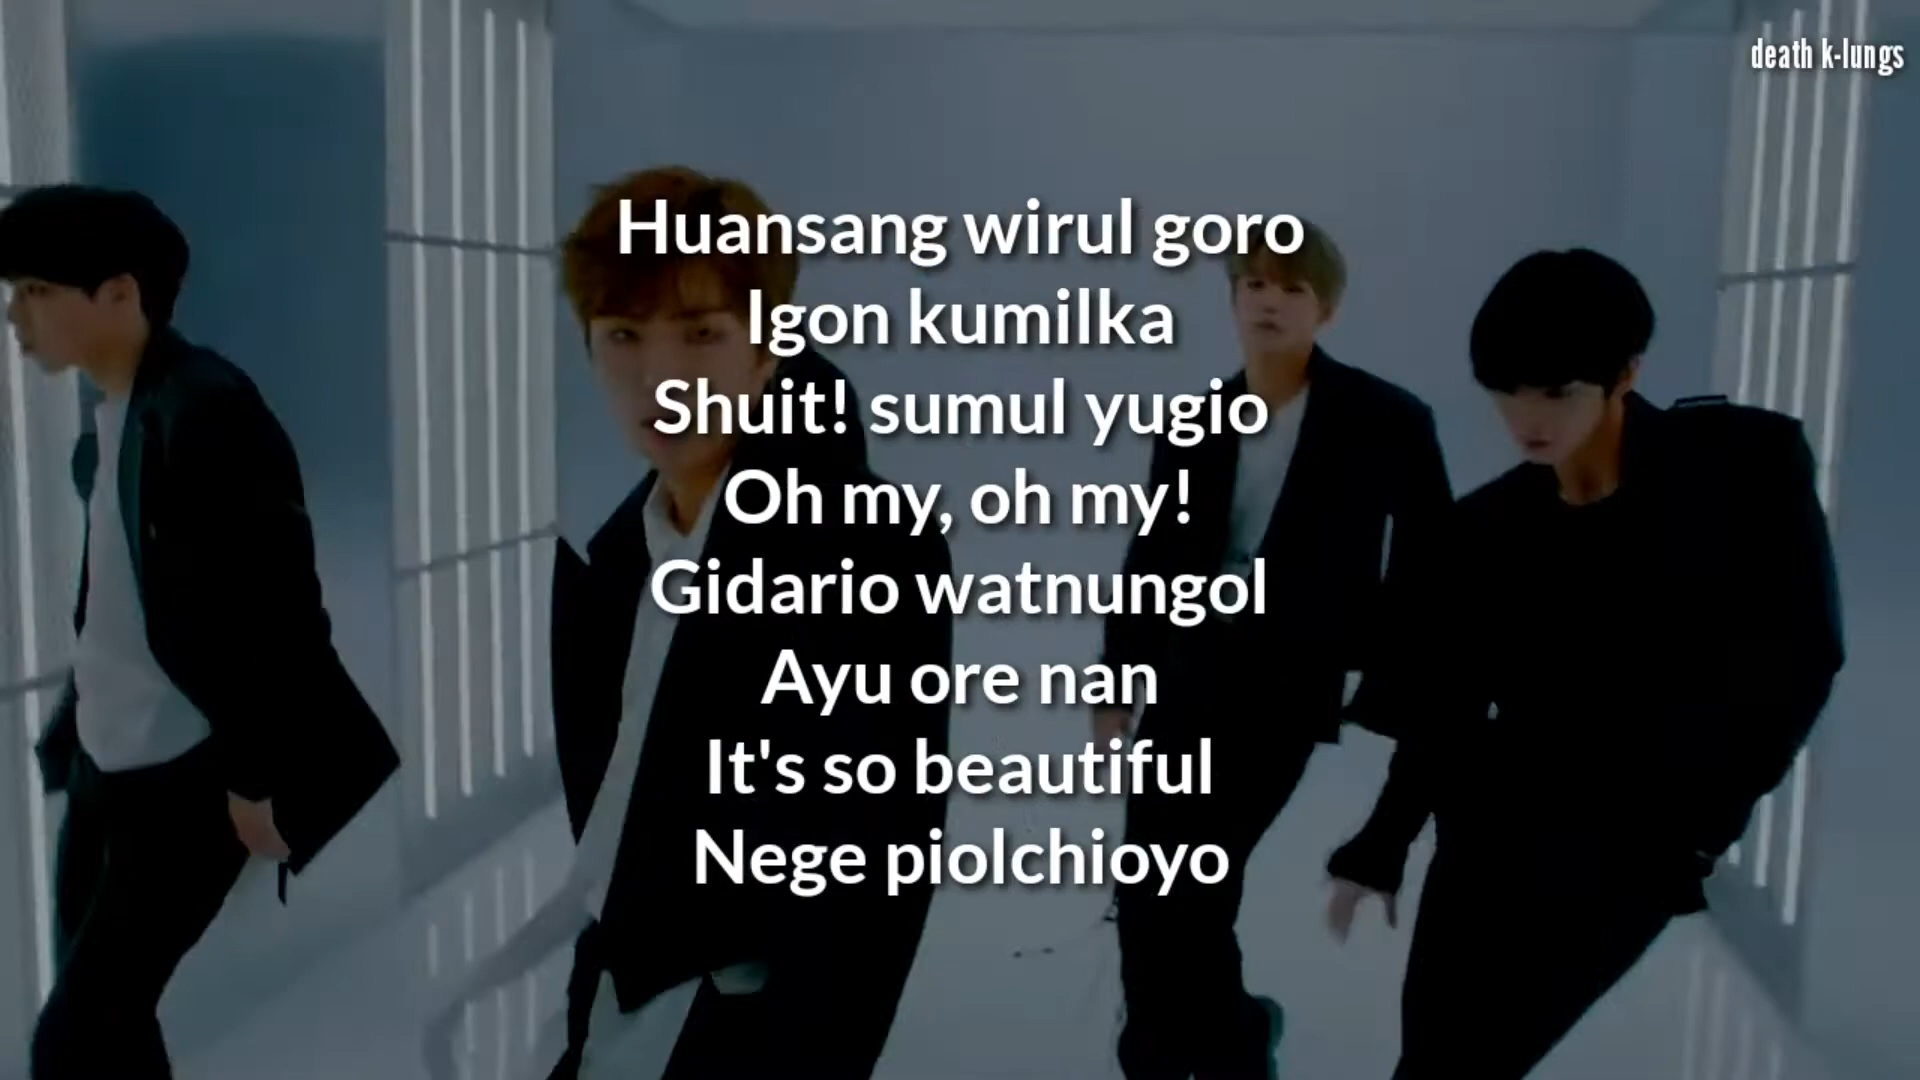 death k-lungs
Huansang wirul goro
Igon kumilka
Shuit! sumul yugio
Oh my, oh my!
Gidario watnungol
Ayu ore nan
It's so beautiful
Nege piolchioyo